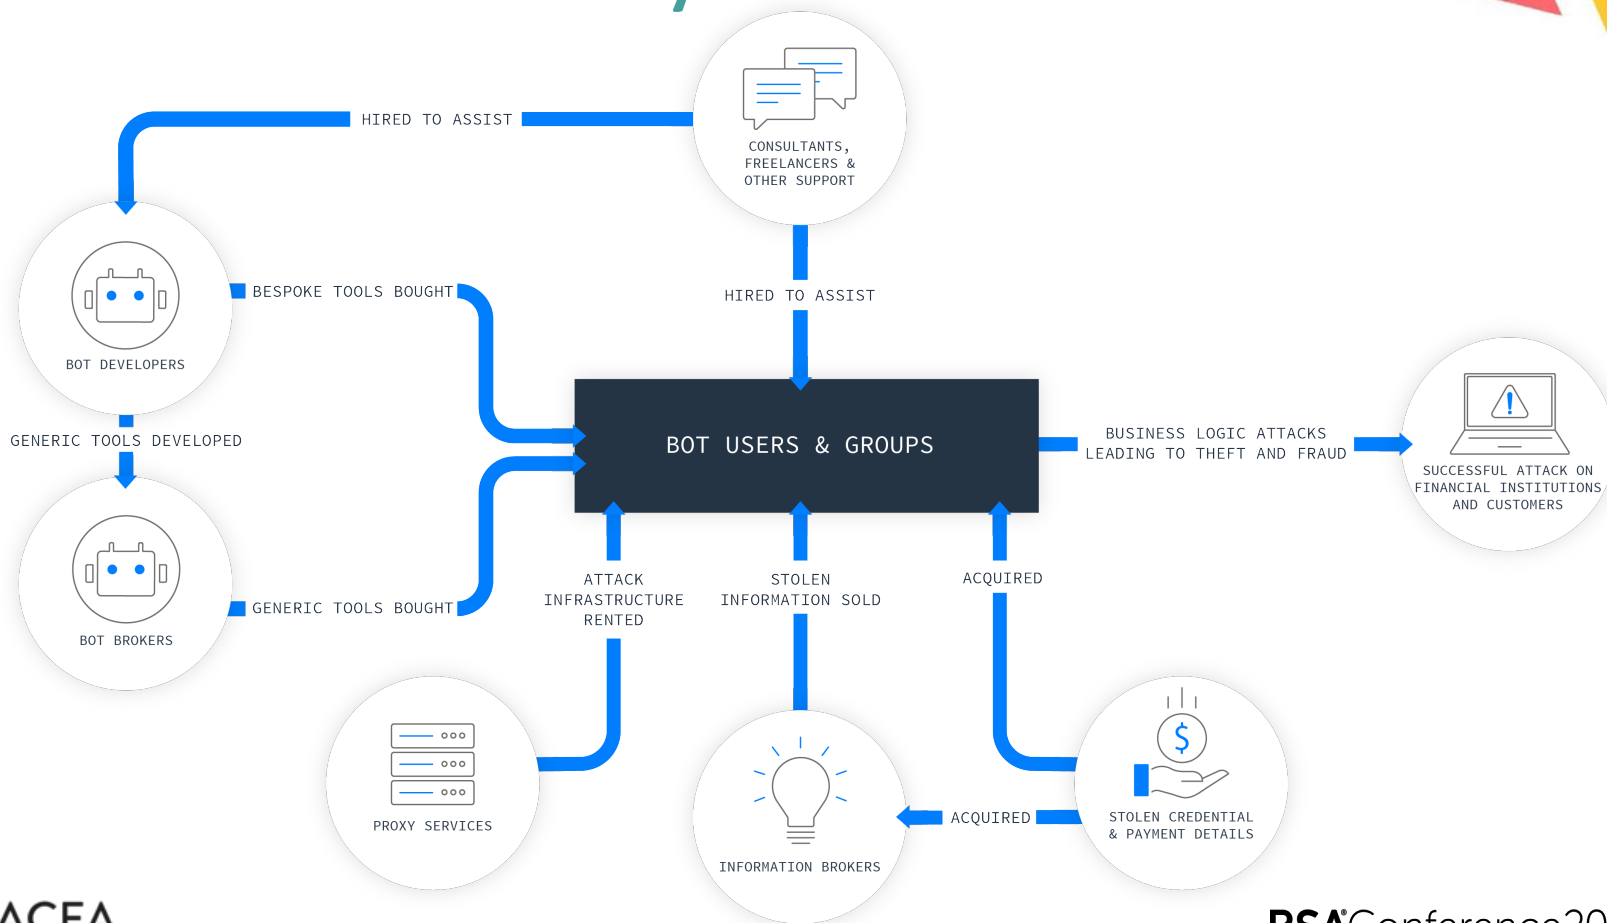 HIRED TO ASSIST
CONSULTANTS,
FREELANCERS &
OTHER SUPPORT
BESPOKE TOOLS BOUGHT
HIRED TO ASSIST
BOT DEVELOPERS
GENERIC TOOLS DEVELOPED
BOT USERS & GROUPS
BUSINESS LOGIC ATTACKS
LEADING TO THEFT AND FRAUD
SUCCESSFUL ATTACK ON
FINANCIAL INSTITUTIONS
AND CUSTOMERS
GENERIC TOOLS BOUGHT
BOT BROKERS
ATTACK
INFRASTRUCTURE
RENTED
STOLEN
INFORMATION SOLD
ACQUIRED
$
PROXY SERVICES
INFORMATION BROKERS
ACQUIRED
STOLEN CREDENTIAL
& PAYMENT DETAILS
RSAConference20